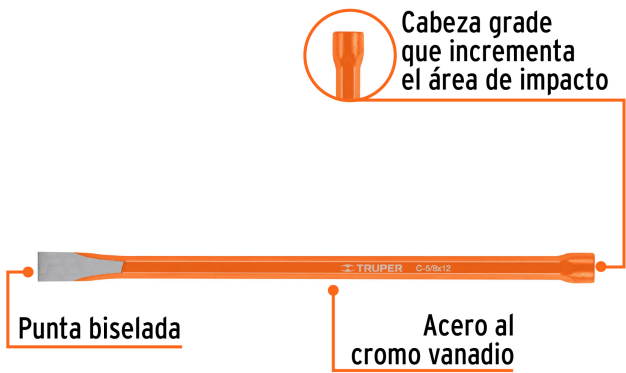 Cabeza grade
que incrementa
el área de impacto
TRUPER C-5/8x12
Punta biselada
Acero al
cromo vanadio